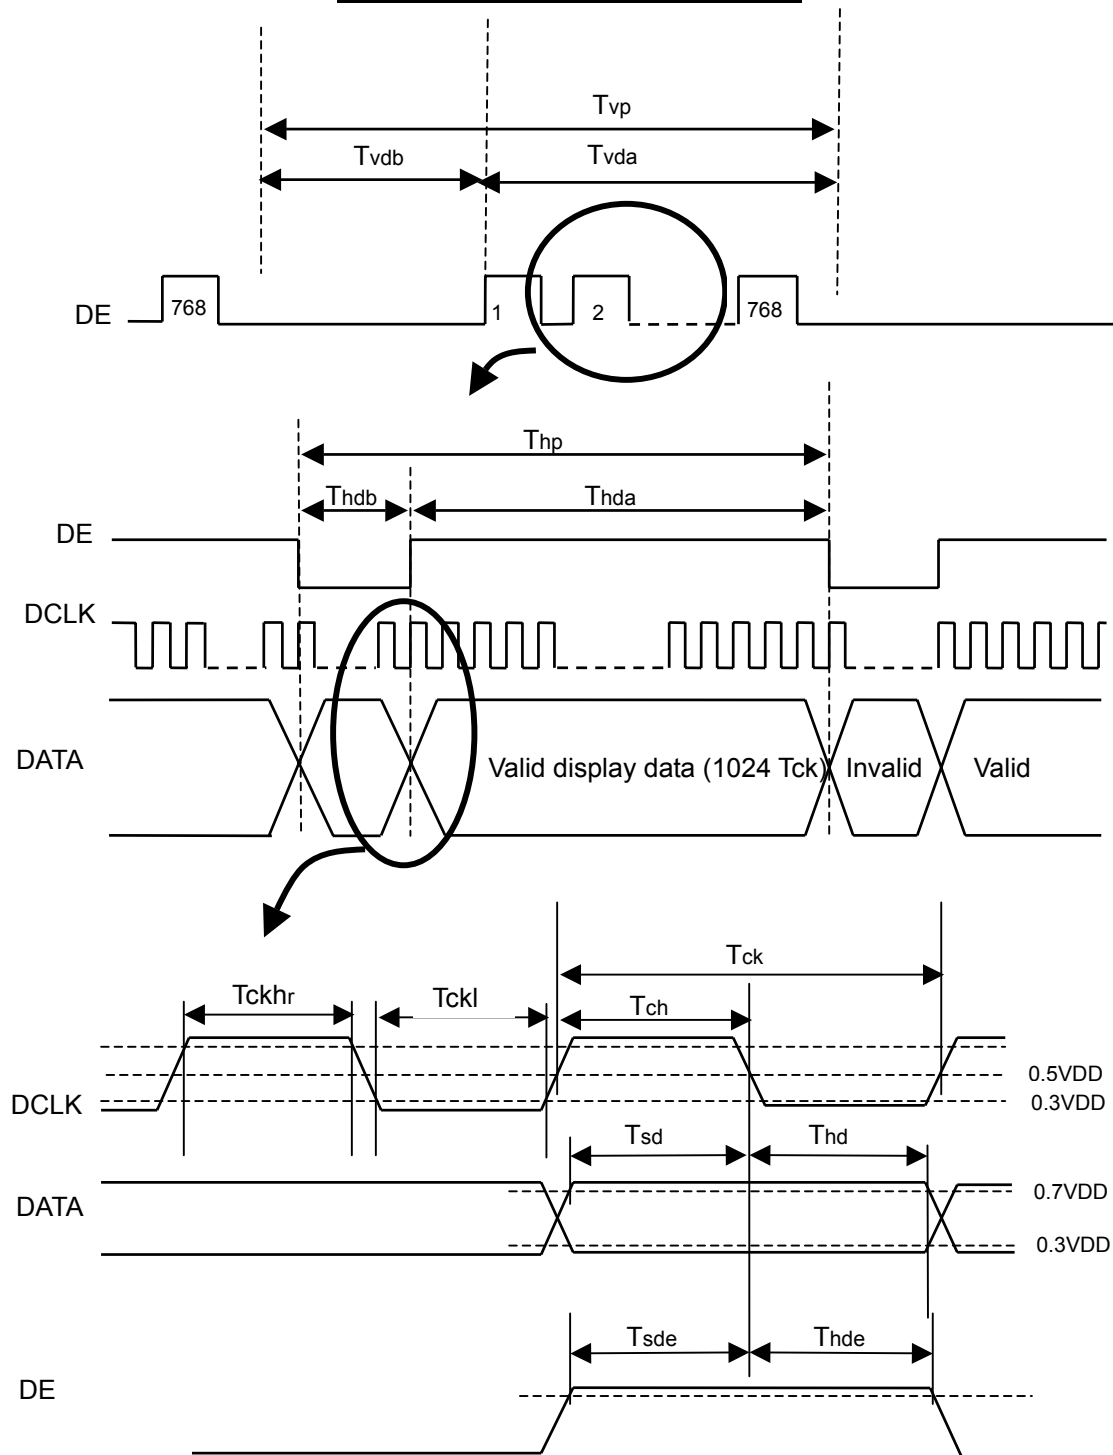 Tvp
Tvdb Tvda
DE 768 1 2 768
Thp
Thdb Thda
DE
DCLK
DATA Valid display data (1024 Tck) Invalid Valid
Tck
Tckhr Tckl Tch
0.5VDD
DCLK 0.3VDD
Tsd Thd
DATA 0.7VDD
0.3VDD
Tsde Thde
DE